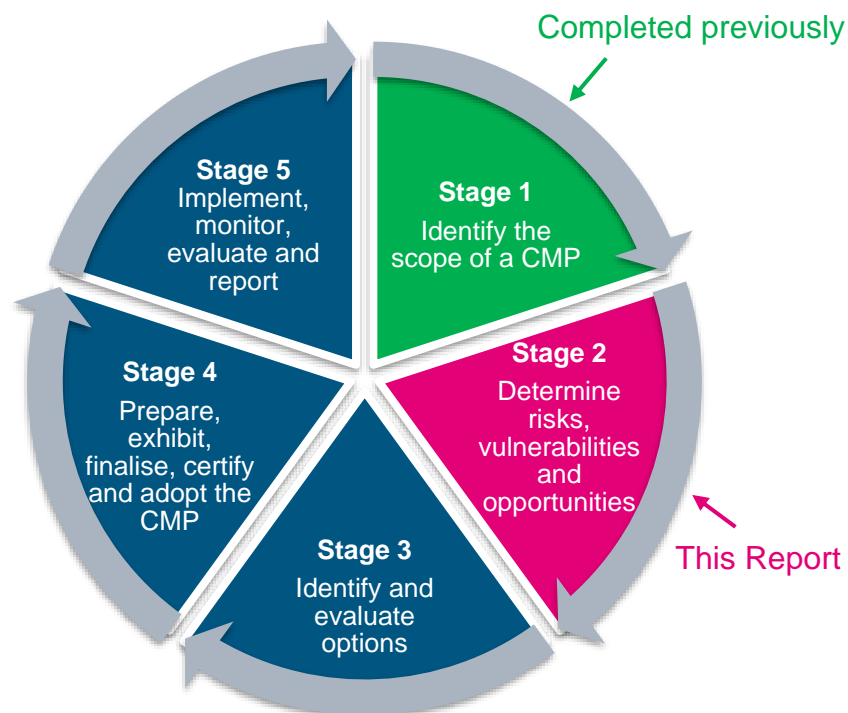 Completed previously
Stage 1
Identify the
scope of a CMP
Stage 2
Determine
risks,
vulnerabilities
and
opportunities
This Report
Stage 3
Identify and
evaluate
options
Stage 4
Prepare,
exhibit,
finalise, certify
and adopt the
CMP
Stage 5
Implement,
monitor,
evaluate and
report